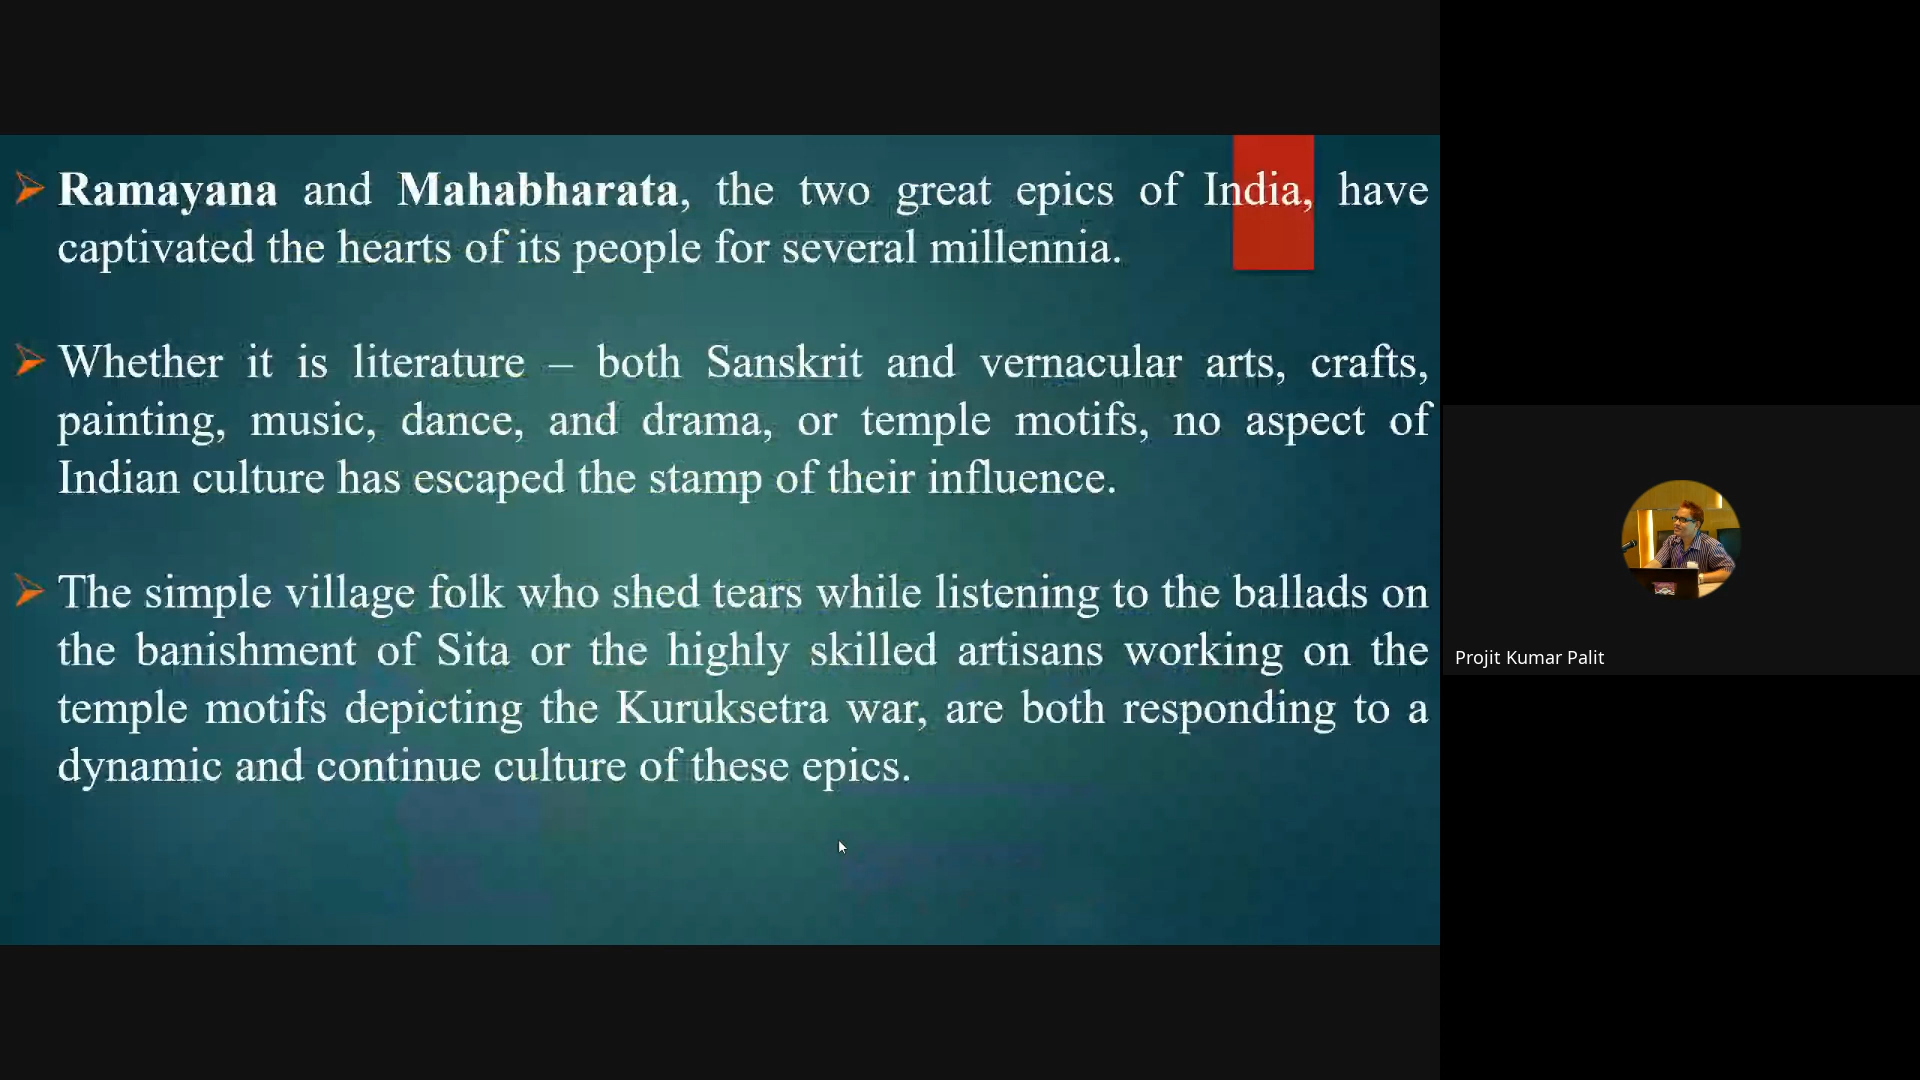 Ramayana and Mahabharata, the two great epics of India, have
captivated the hearts of its people for several millennia.
Whether it is literature – both Sanskrit and vernacular arts, crafts,
painting, music, dance, and drama, or temple motifs, no aspect of
Indian culture has escaped the stamp of their influence.
The simple village folk who shed tears while listening to the ballads on
the banishment of Sita or the highly skilled artisans working on the
temple motifs depicting the Kuruksetra war, are both responding to a
dynamic and continue culture of these epics.
Projit Kumar Palit